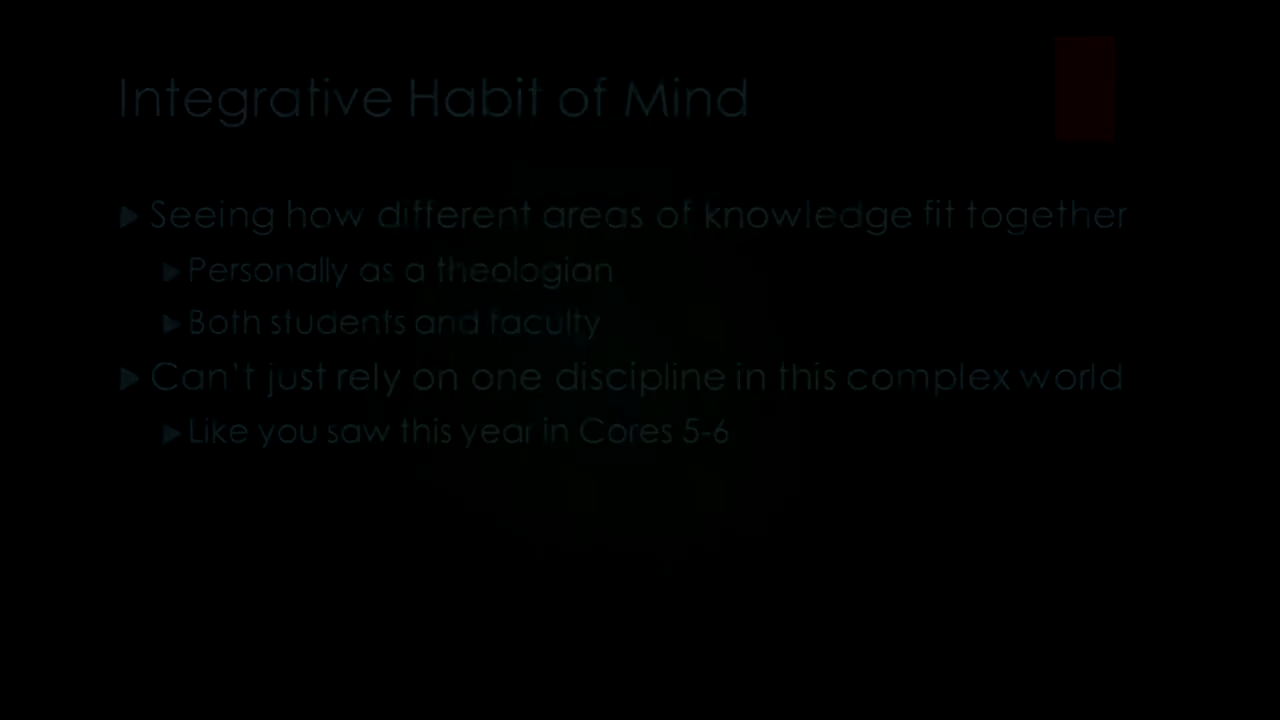 Integrative Habit of Mind
Seeing how different areas of knowledge fit together
Personally as a theologian
Both students and faculty
Can't just rely on one discipline in this complex world
Like you saw this year in Cores 5-6